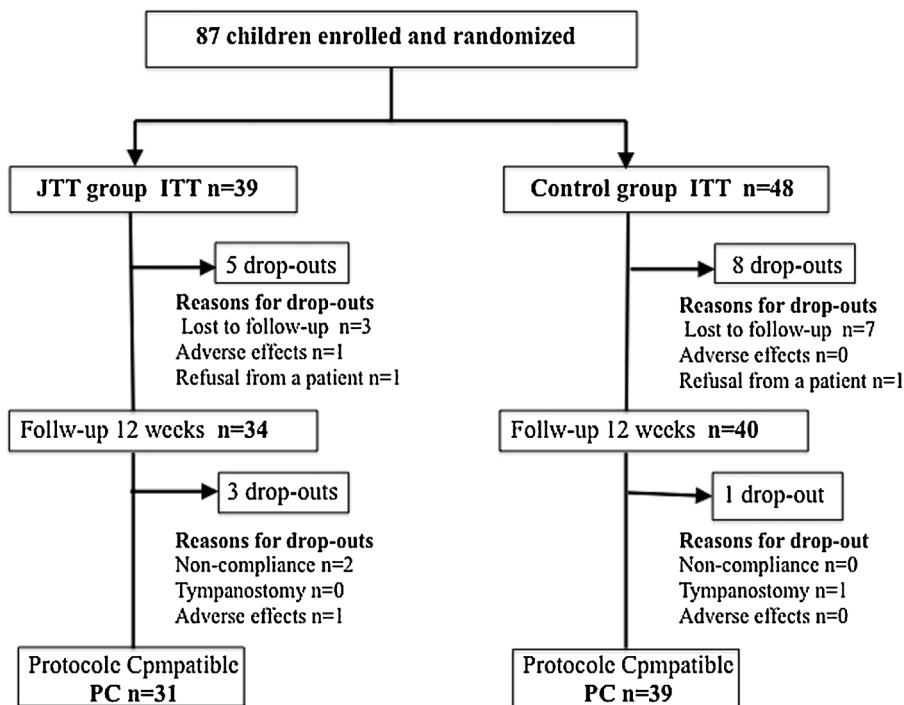 87 children enrolled and randomized
JTT group ITT n=39
Control group ITT n=48
5 drop-outs
Reasons for drop-outs
Lost to follow-up n=3
Adverse effects n=1
Refusal from a patient n=1
8 drop-outs
Reasons for drop-outs
Lost to follow-up n=7
Adverse effects n=0
Refusal from a patient n=1
Follw-up 12 weeks n=34
Follw-up 12 weeks n=40
3 drop-outs
Reasons for drop-outs
Non-compliance n=2
Tympanostomy n=0
Adverse effects n=1
1 drop-out
Reasons for drop-out
Non-compliance n=0
Tympanostomy n=1
Adverse effects n=0
Protocole Cpmpatible
PC n=31
Protocole Cpmpatible
PC n=39